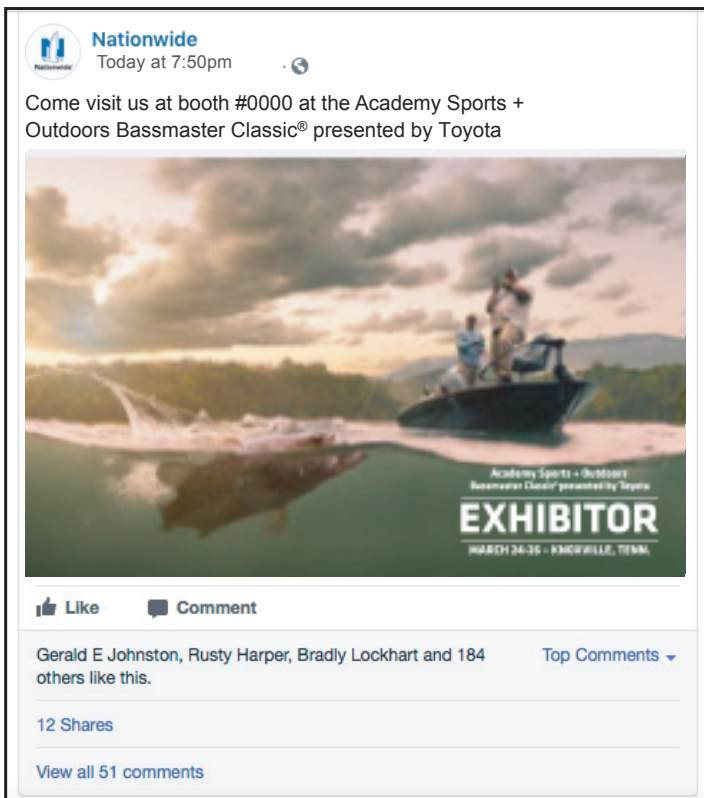 Nationwide
Nationwide
Today at 7:50pm
Come visit us at booth #0000 at the Academy Sports +
Outdoors Bassmaster Classic® presented by Toyota
Academy Sports + Outdoors
Bassmaster Classic® presented by Toyota
EXHIBITOR
MARCH 24-26 - KNOXVILLE, TENN.
Like
Comment
Gerald E Johnston, Rusty Harper, Bradly Lockhart and 184
others like this.
Top Comments
12 Shares
View all 51 comments